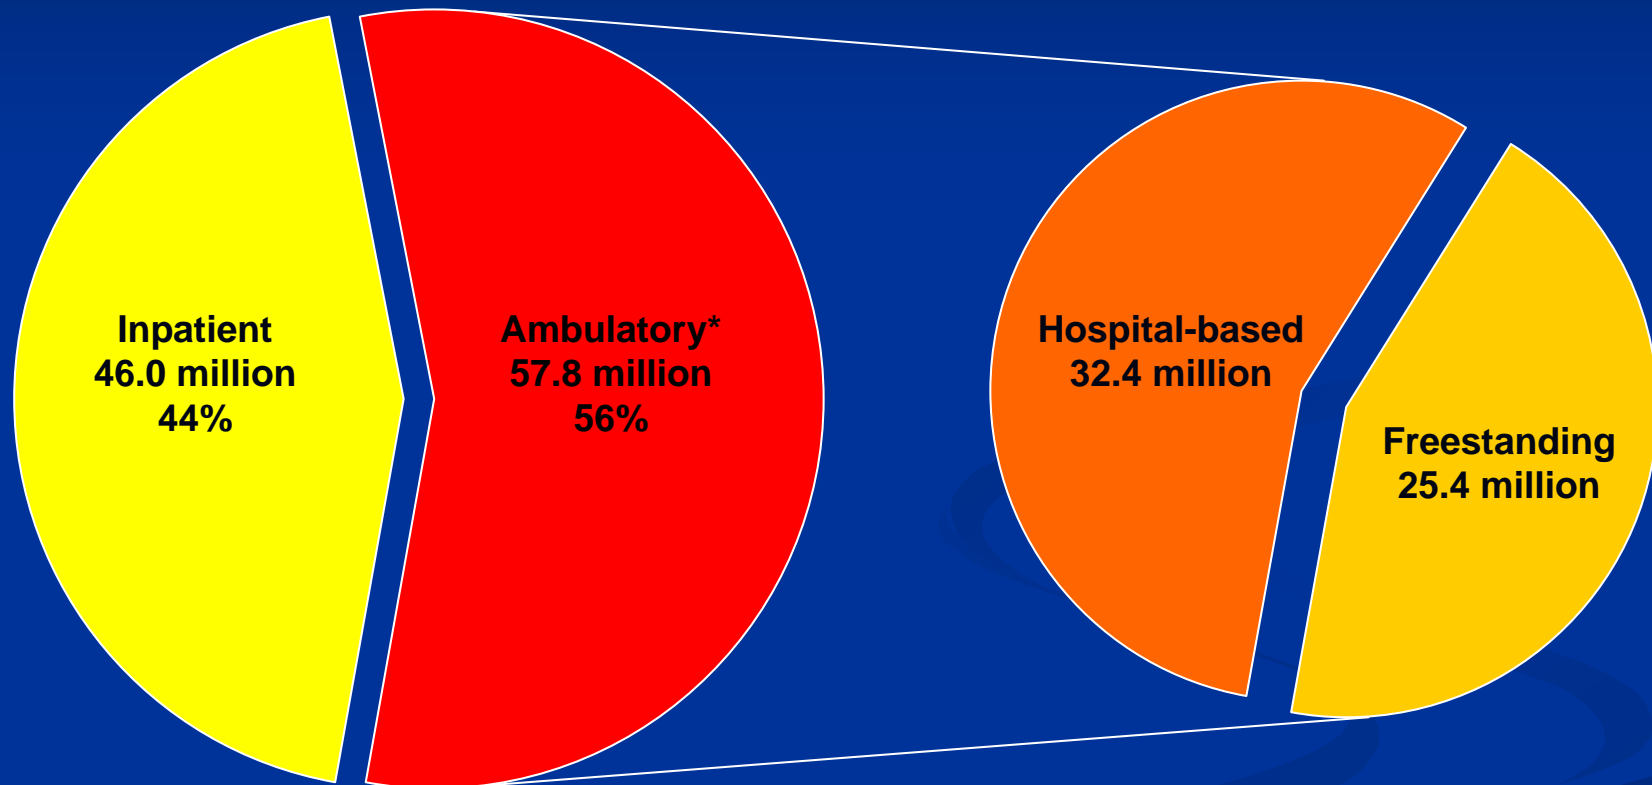 Inpatient
46.0 million
44%
Ambulatory*
57.8 million
56%
Hospital-based
32.4 million
Freestanding
25.4 million